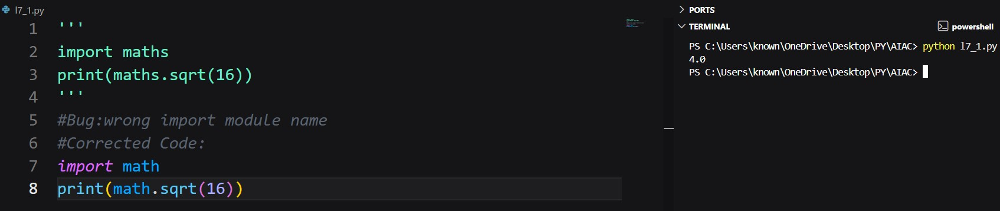 l7_1.py
1 '''
2 import maths
3 print(maths.sqrt(16))
4 '''
5 #Bug:wrong import module name
6 #Corrected Code:
7 import math
8 print(math.sqrt(16))
PORTS
TERMINAL
powershell
PS C:\Users\known\OneDrive\Desktop\PY\AIAC> python l7_1.py
4.0
PS C:\Users\known\OneDrive\Desktop\PY\AIAC>